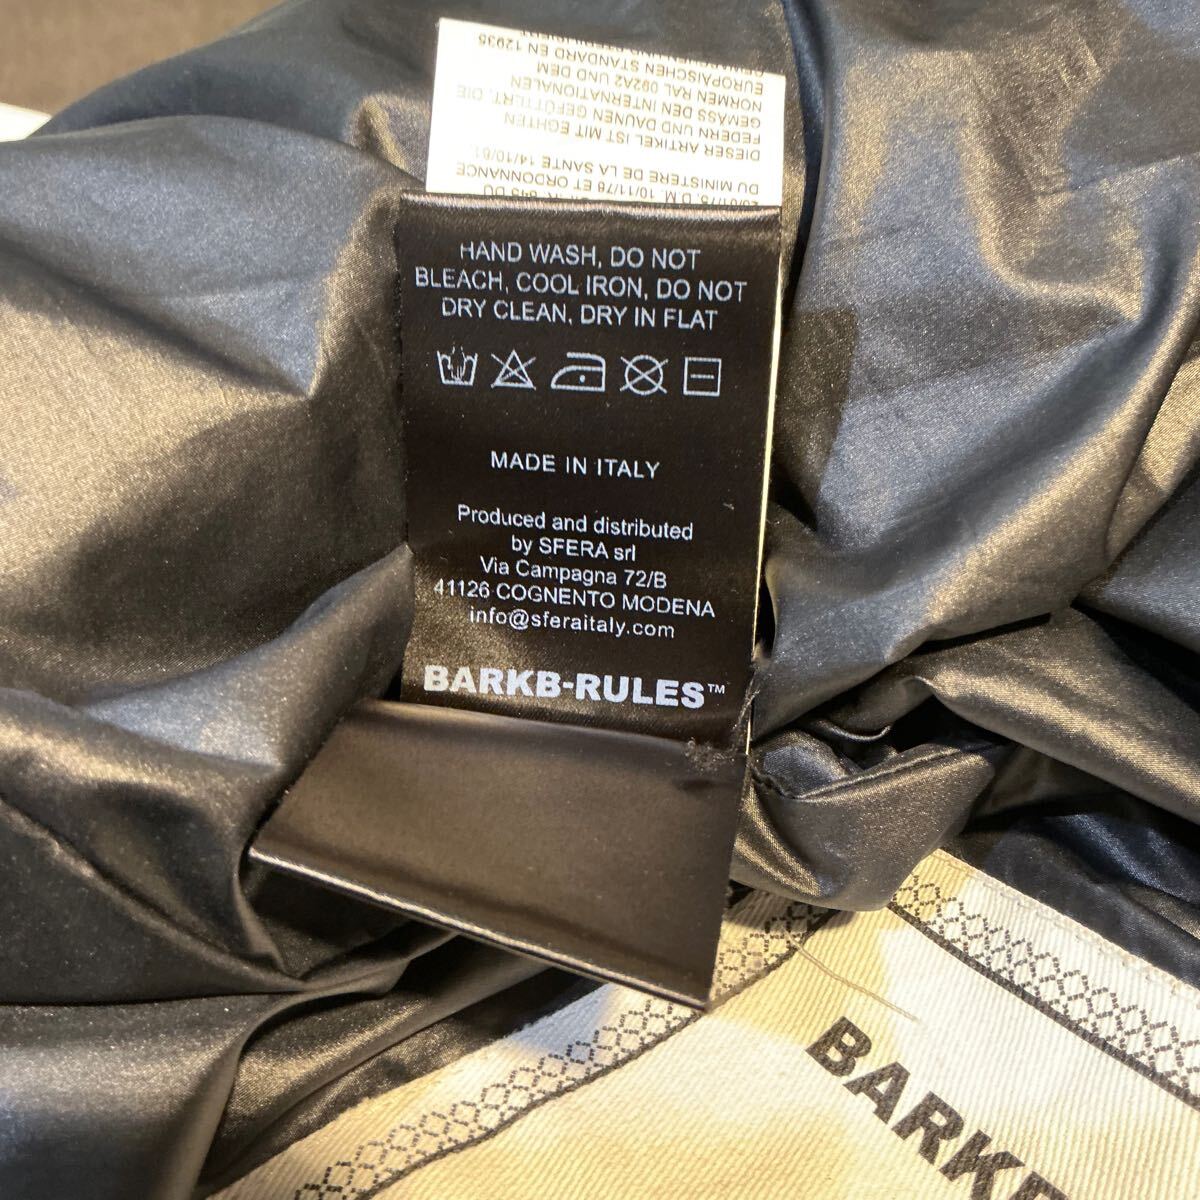 HAND WASH, DO NOT
BLEACH, COOL IRON, DO NOT
DRY CLEAN, DRY IN FLAT
MADE IN ITALY
Produced and distributed
by SFERA srl
Via Campagna 72/B
41126 COGNENTO MODENA
info@sferaitaly.com
BARKB-RULES™
DU MINISTERE DE LA SANTE 14/10/61.
DIESER ARTIKEL IST MIT EGHTEN
FEDERN UND DAUNEN GEFÖTTERT, DIE
GEMÄSS DEN INTERNATIONALEN
NORMEN RAL 092A2 UND DEM
EUROPÄISCHEN STANDARD EN 12935
BARKB